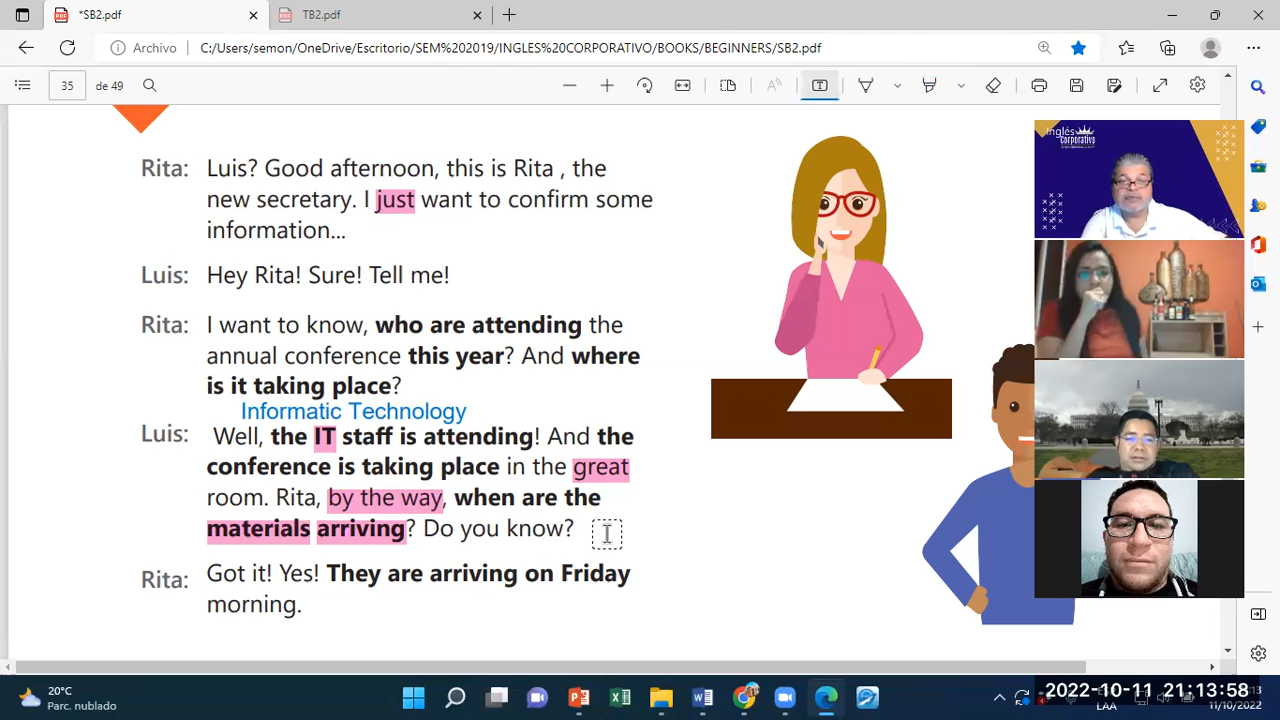 *SB2.pdf
TB2.pdf
Archivo
C:/Users/semon/OneDrive/Escritorio/SEM%202019/INGLES%20CORPORATIVO/BOOKS/BEGINNERS/SB2.pdf
35 de 49
Rita: Luis? Good afternoon, this is Rita , the
new secretary. I just want to confirm some
information...
Luis: Hey Rita! Sure! Tell me!
Rita: I want to know, who are attending the
annual conference this year? And where
is it taking place?
Informatic Technology
Luis: Well, the IT staff is attending! And the
conference is taking place in the great
room. Rita, by the way, when are the
materials arriving? Do you know?
Rita: Got it! Yes! They are arriving on Friday
morning.
Inglés
corporativo
20°C
Parc. nublado
LAA
11/10/2022
2022-10-11 21:13:58